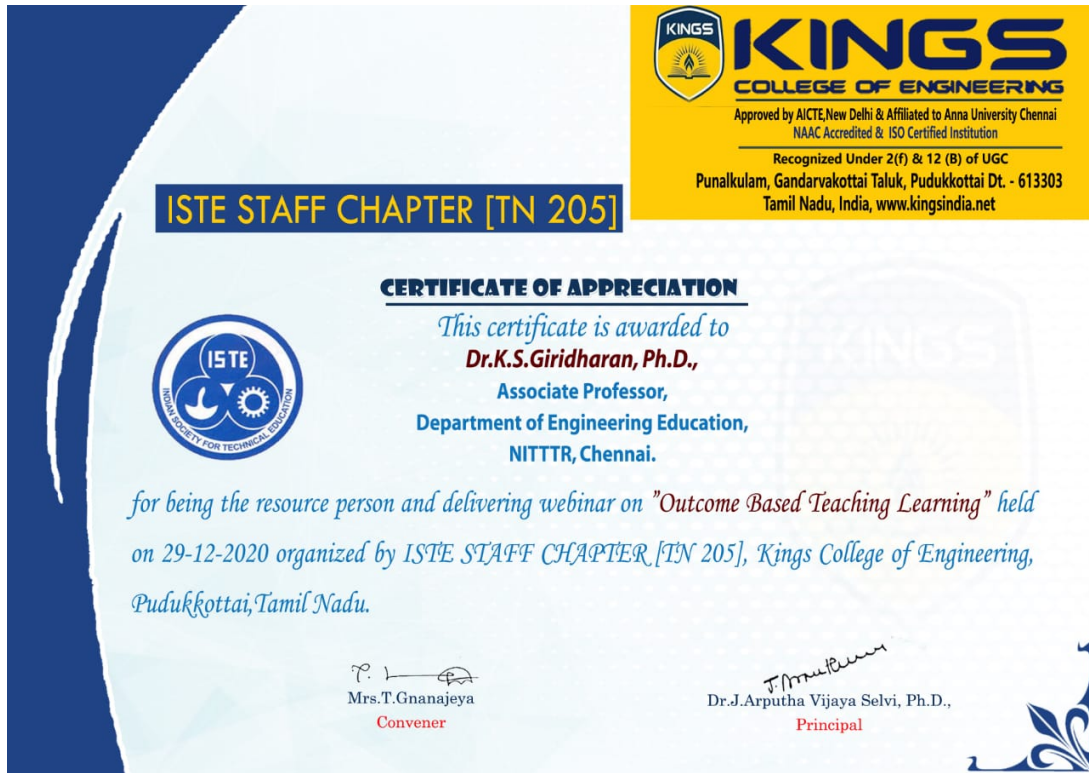 KINGS
KINGS
COLLEGE OF ENGINEERING
Approved by AICTE,New Delhi & Affiliated to Anna University Chennai
NAAC Accredited & ISO Certified Institution
Recognized Under 2(f) & 12 (B) of UGC
Punalkulam, Gandarvakottai Taluk, Pudukkottai Dt. - 613303
Tamil Nadu, India, www.kingsindia.net
ISTE STAFF CHAPTER [TN 205]
CERTIFICATE OF APPRECIATION
This certificate is awarded to
Dr.K.S.Giridharan, Ph.D.,
Associate Professor,
Department of Engineering Education,
NITTTR, Chennai.
ISTE
INDIAN SOCIETY FOR TECHNICAL EDUCATION
KINGS
for being the resource person and delivering webinar on "Outcome Based Teaching Learning" held
on 29-12-2020 organized by ISTE STAFF CHAPTER [TN 205], Kings College of Engineering,
Pudukkottai,Tamil Nadu.
Mrs.T.Gnanajeya
Convener
Dr.J.Arputha Vijaya Selvi, Ph.D.,
Principal